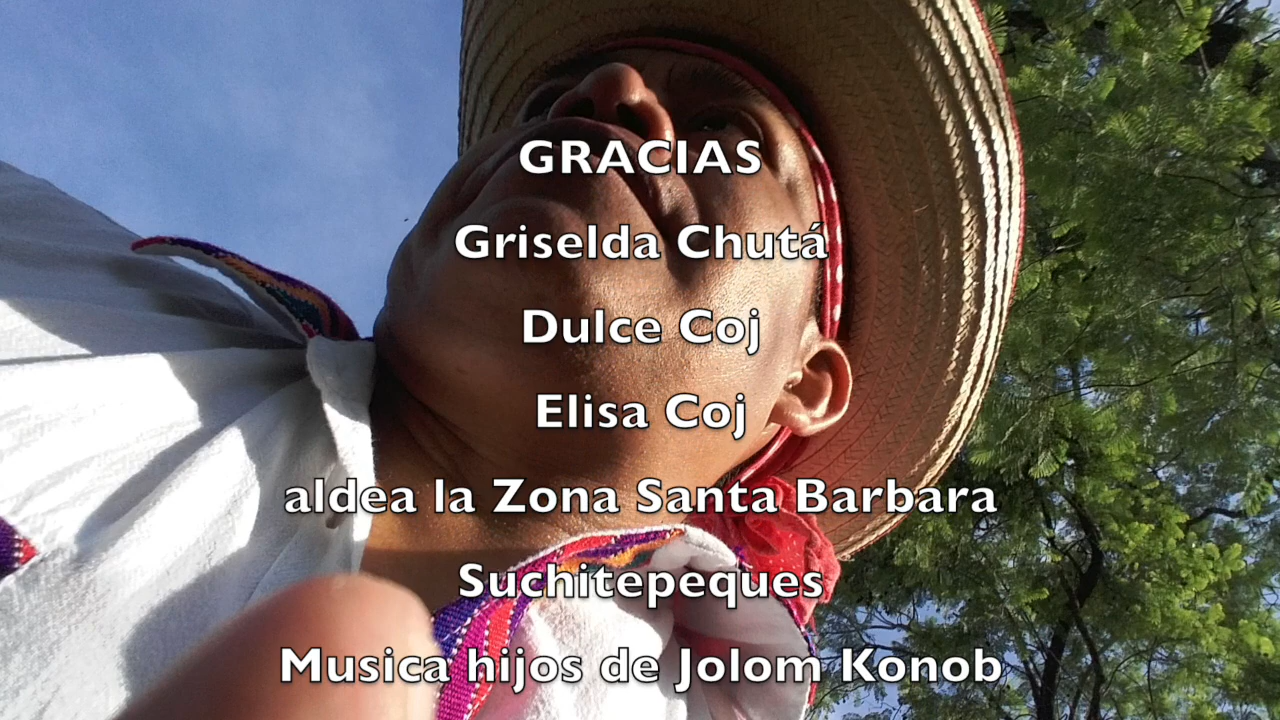 GRACIAS
Griselda Chutá
Dulce Coj
Elisa Coj
aldea la Zona Santa Barbara
Suchitepeques
Musica hijos de Jolom Konob